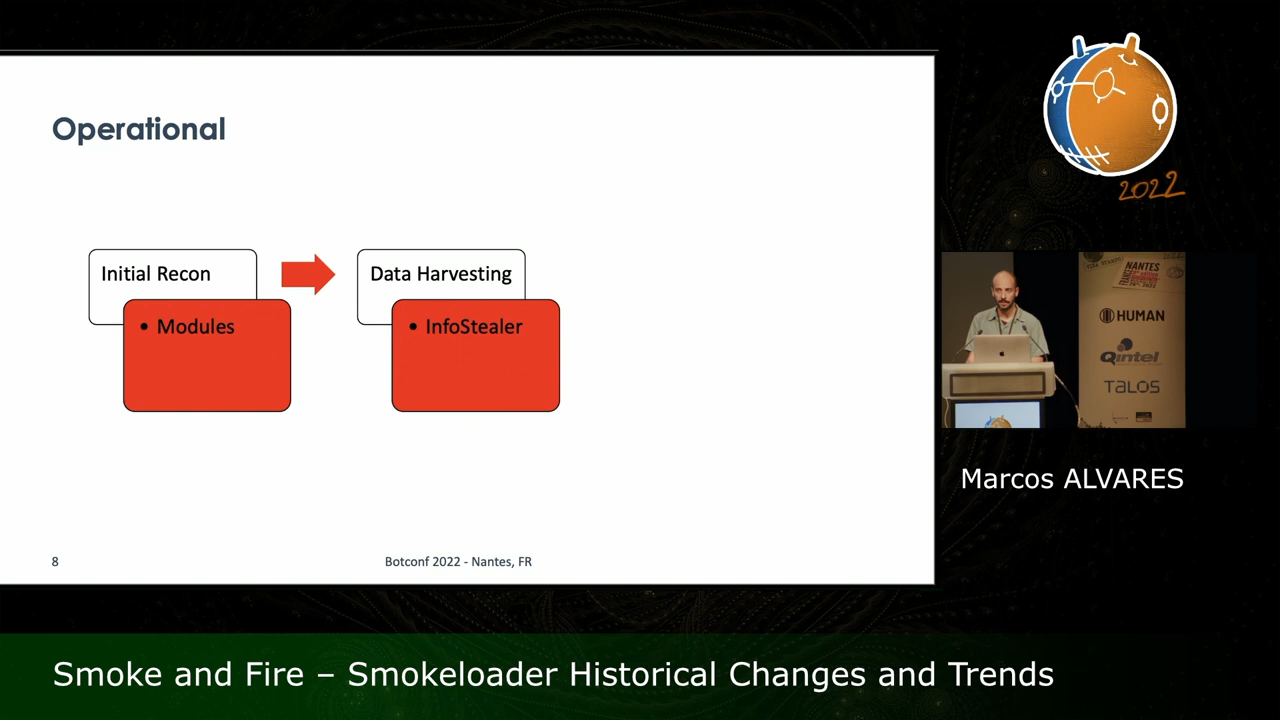 Operational
Initial Recon
• Modules
Data Harvesting
• InfoStealer
8
Botconf 2022 - Nantes, FR
2022
NANTES
HUMAN
Qintel
TALOS
Marcos ALVARES
Smoke and Fire – Smokeloader Historical Changes and Trends